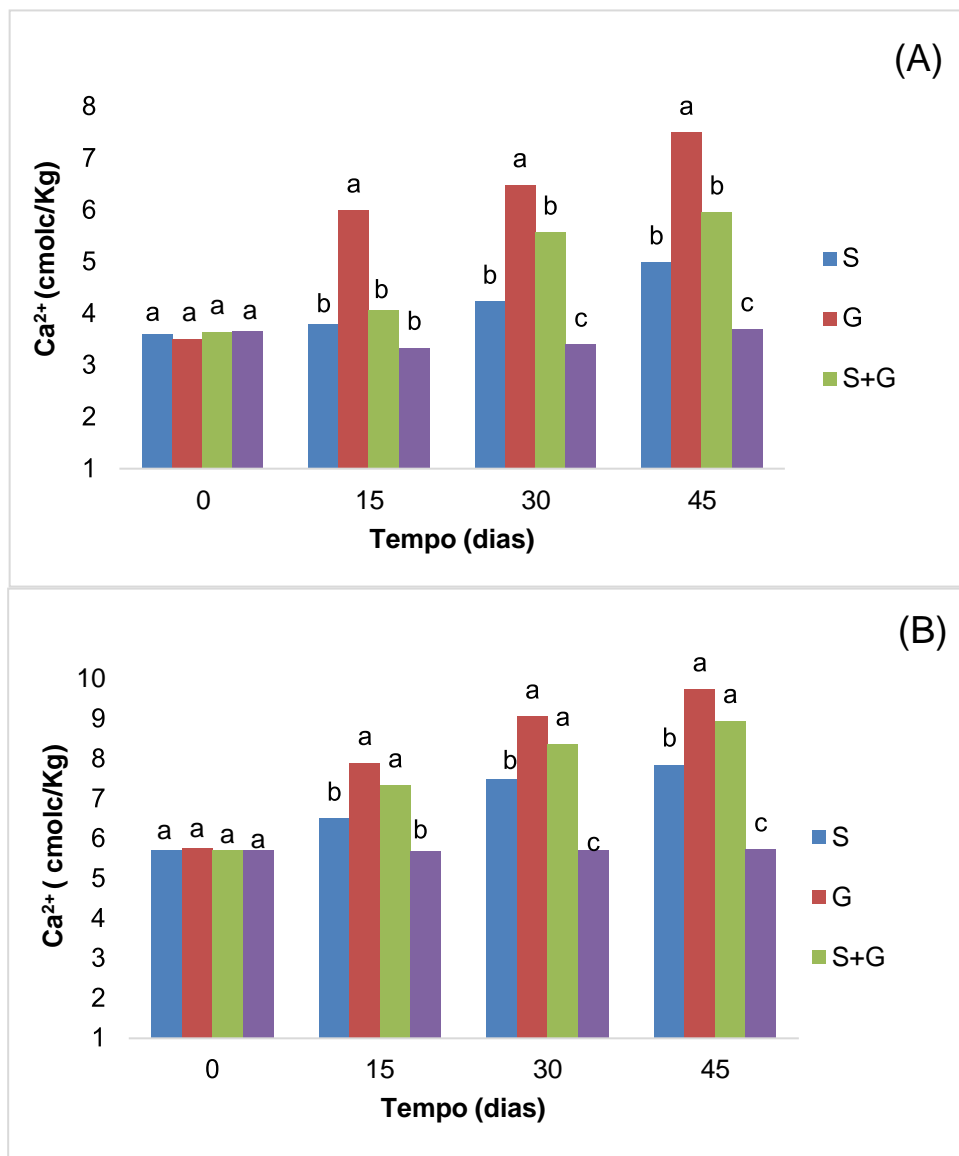 (A)
Ca²⁺ (cmolc/Kg)
8
7
6
5
4
3
2
1
a a a a
b a b b
b a b c
b a b c
0 15 30 45
Tempo (dias)
S
G
S+G
(B)
Ca²⁺ ( cmolc/Kg)
10
9
8
7
6
5
4
3
2
1
a a a a
b a a b
b a a c
b a a c
0 15 30 45
Tempo (dias)
S
G
S+G